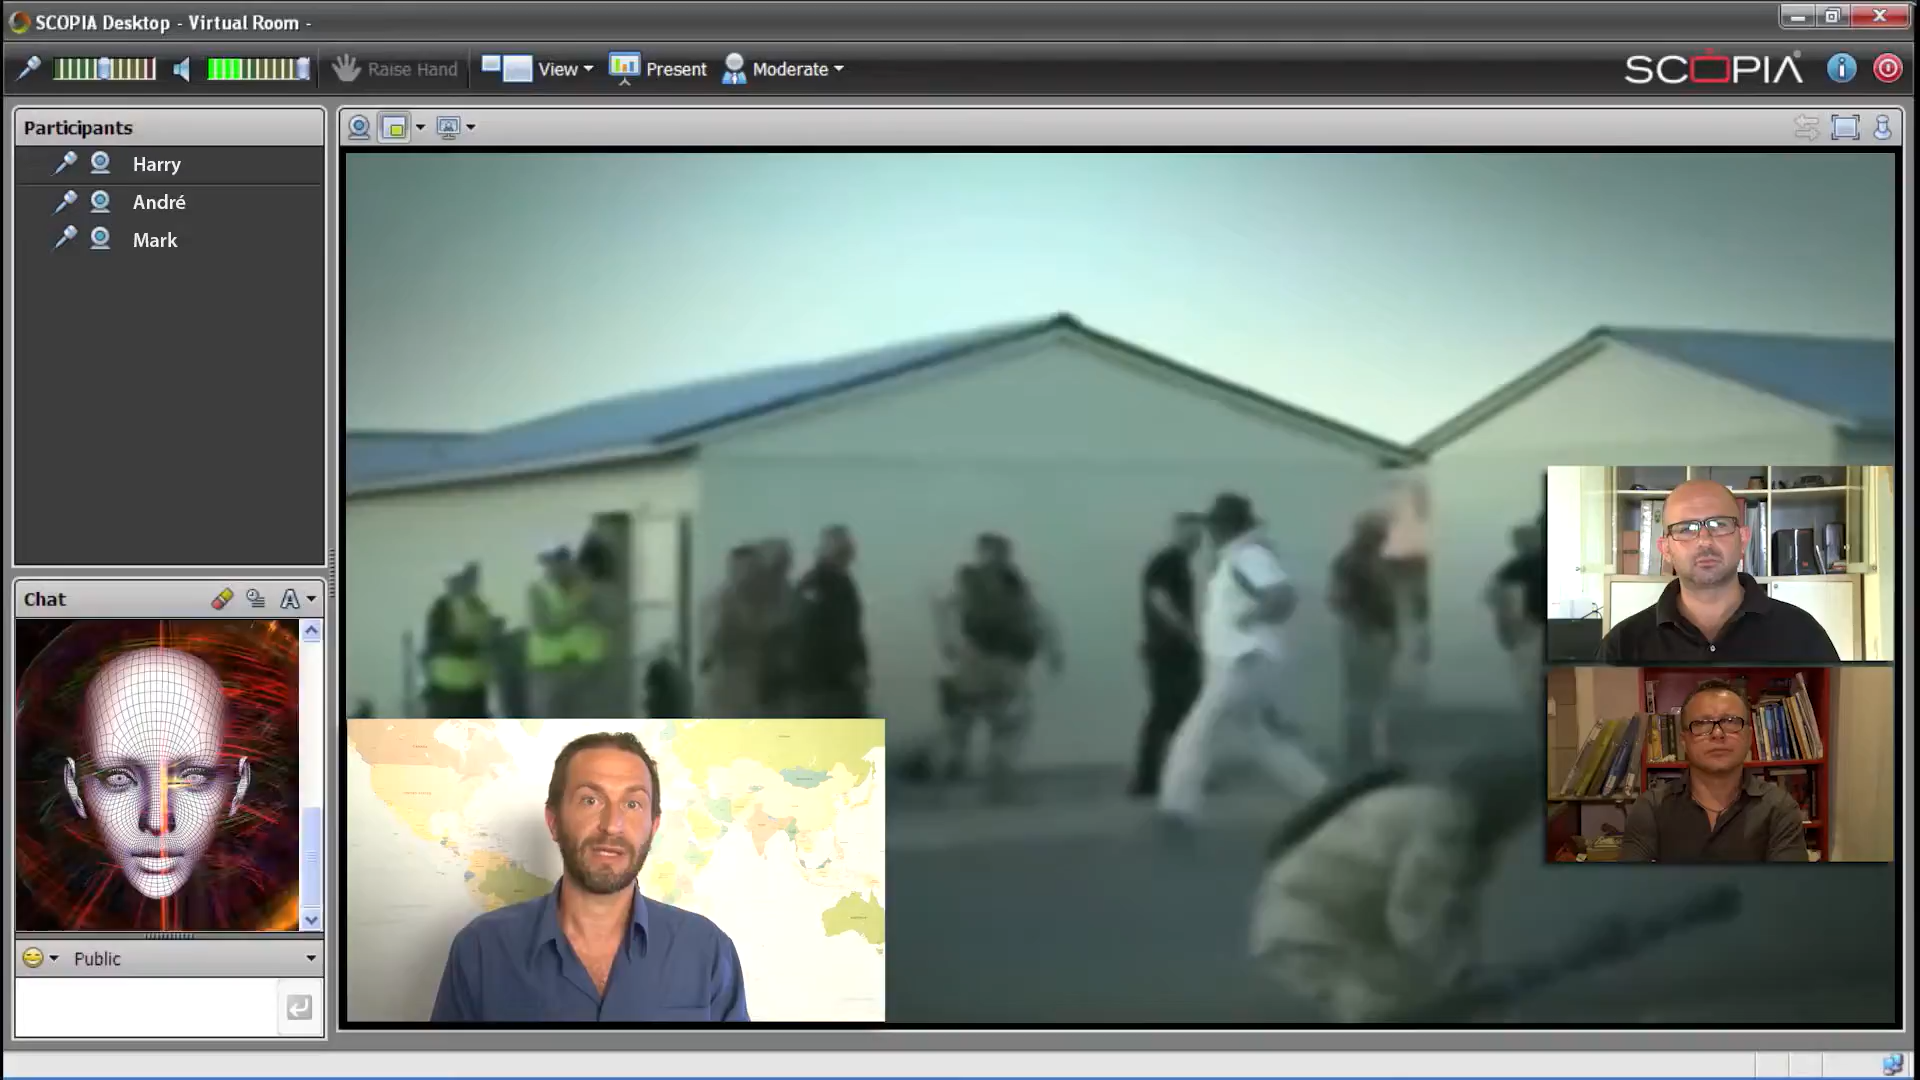 SCOPIA Desktop - Virtual Room -
Raise Hand
View
Present
Moderate
SCOPIA
Participants
Harry
André
Mark
Chat
A
Public